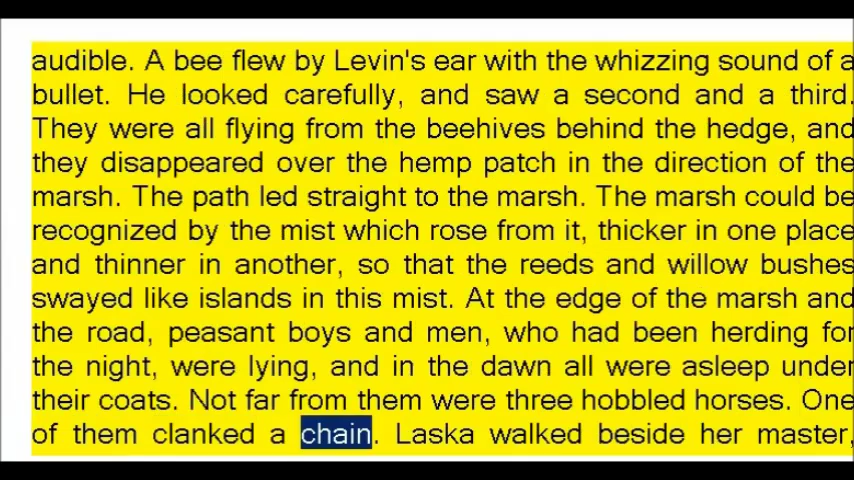 audible. A bee flew by Levin's ear with the whizzing sound of a
bullet. He looked carefully, and saw a second and a third.
They were all flying from the beehives behind the hedge, and
they disappeared over the hemp patch in the direction of the
marsh. The path led straight to the marsh. The marsh could be
recognized by the mist which rose from it, thicker in one place
and thinner in another, so that the reeds and willow bushes
swayed like islands in this mist. At the edge of the marsh and
the road, peasant boys and men, who had been herding for
the night, were lying, and in the dawn all were asleep under
their coats. Not far from them were three hobbled horses. One
of them clanked a chain. Laska walked beside her master,